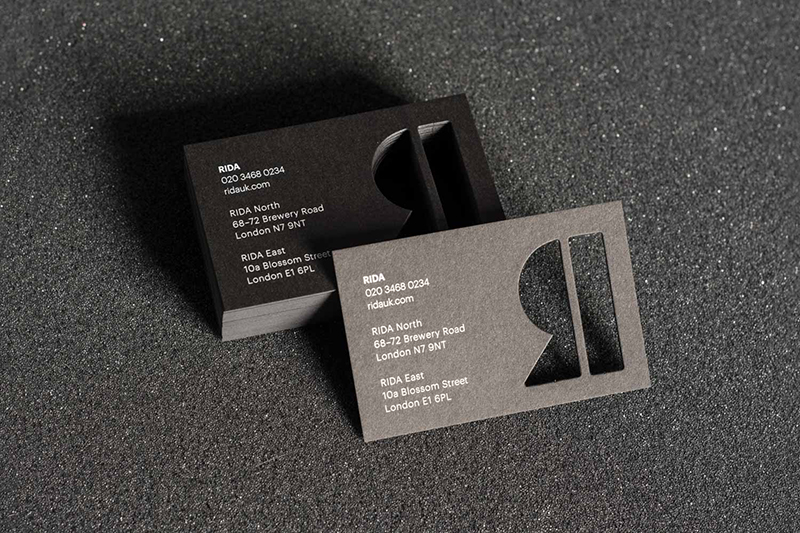 RIDA
020 3468 0234
ridauk.com
RIDA North
68–72 Brewery Road
London N7 9NT
RIDA East
10a Blossom Street
London E1 6PL
RIDA
020 3468 0234
ridauk.com
RIDA North
68–72 Brewery Road
London N7 9NT
RIDA East
10a Blossom Street
London E1 6PL